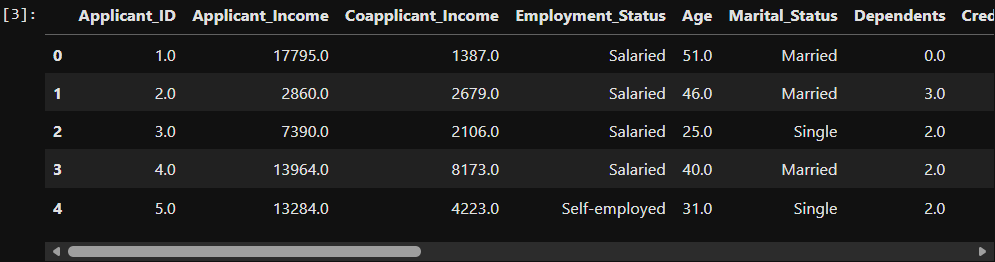 [3]: Applicant_ID Applicant_Income Coapplicant_Income Employment_Status Age Marital_Status Dependents Cred
0 1.0 17795.0 1387.0 Salaried 51.0 Married 0.0
1 2.0 2860.0 2679.0 Salaried 46.0 Married 3.0
2 3.0 7390.0 2106.0 Salaried 25.0 Single 2.0
3 4.0 13964.0 8173.0 Salaried 40.0 Married 2.0
4 5.0 13284.0 4223.0 Self-employed 31.0 Single 2.0